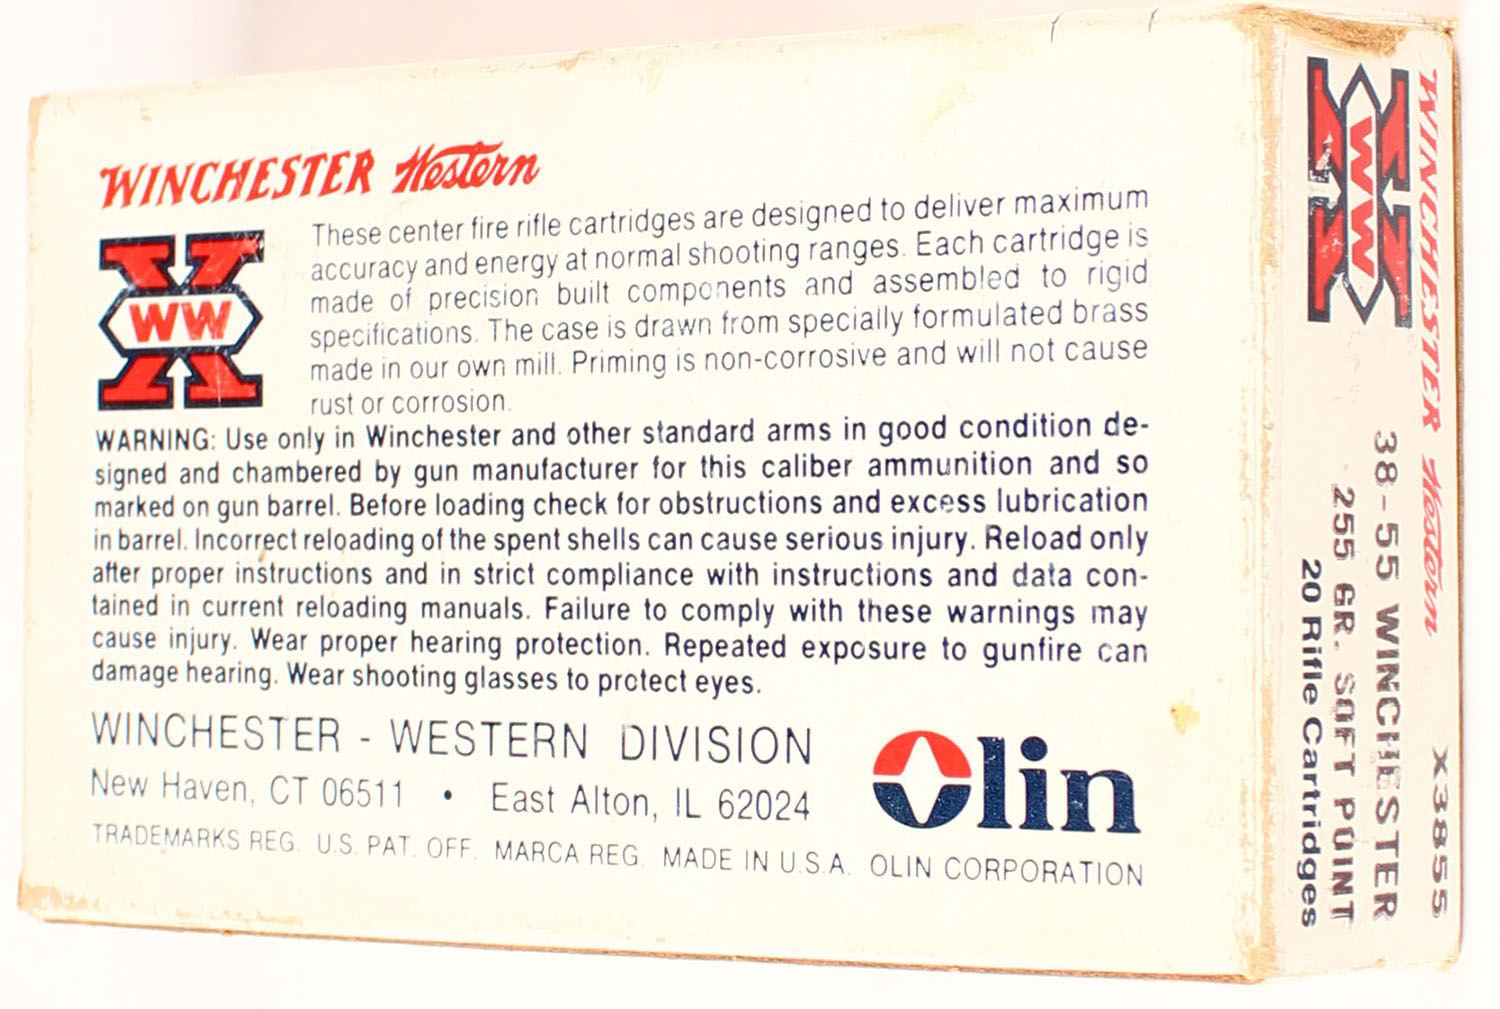 WINCHESTER Western
WW
These center fire rifle cartridges are designed to deliver maximum
accuracy and energy at normal shooting ranges. Each cartridge is
made of precision built components and assembled to rigid
specifications. The case is drawn from specially formulated brass
made in our own mill. Priming is non-corrosive and will not cause
rust or corrosion.
WARNING: Use only in Winchester and other standard arms in good condition de-
signed and chambered by gun manufacturer for this caliber ammunition and so
marked on gun barrel. Before loading check for obstructions and excess lubrication
in barrel. Incorrect reloading of the spent shells can cause serious injury. Reload only
after proper instructions and in strict compliance with instructions and data con-
tained in current reloading manuals. Failure to comply with these warnings may
cause injury. Wear proper hearing protection. Repeated exposure to gunfire can
damage hearing. Wear shooting glasses to protect eyes.
WINCHESTER - WESTERN DIVISION
New Haven, CT 06511 • East Alton, IL 62024
Olin
TRADEMARKS REG. U.S. PAT. OFF. MARCA REG. MADE IN U.S.A. OLIN CORPORATION
WINCHESTER Western X3855
WW
38-55 WINCHESTER
255 GR. SOFT POINT
20 Rifle Cartridges